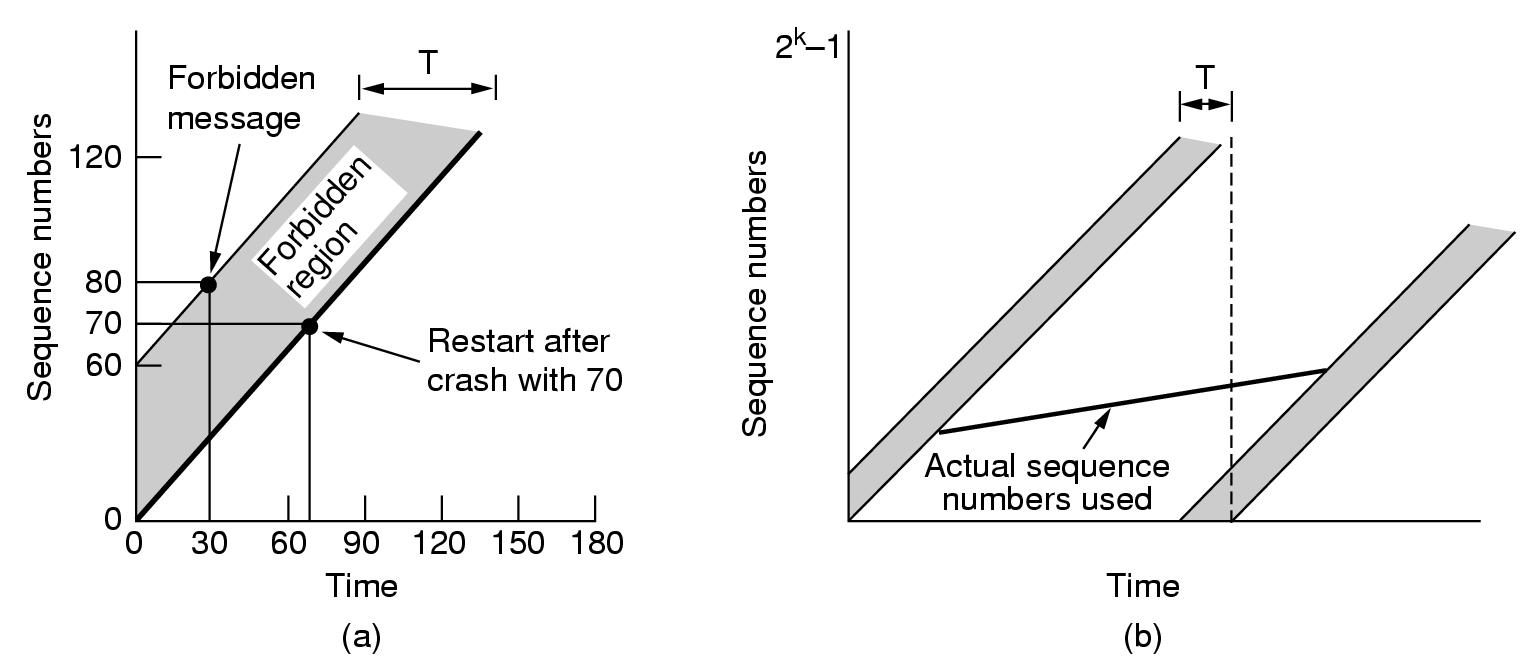 T
Forbidden
message
Sequence numbers
120
80
70
60
0
Forbidden
region
Restart after
crash with 70
0 30 60 90 120 150 180
Time
(a)
2k–1
T
Sequence numbers
Actual sequence
numbers used
Time
(b)